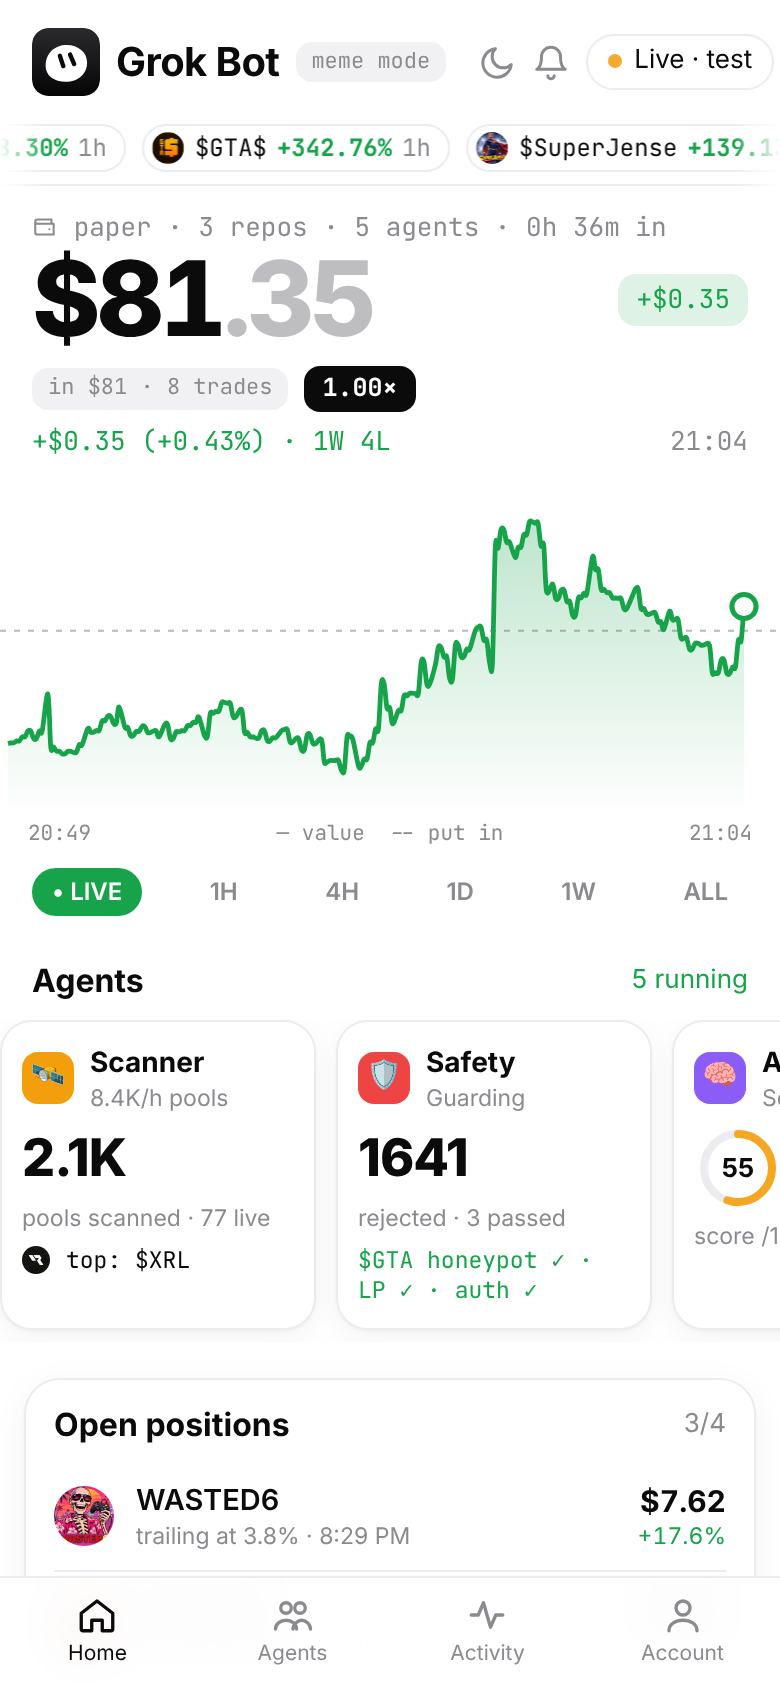 Grok Bot meme mode Live · test
3.30% 1h $GTA$ +342.76% 1h $SuperJense +139.1
paper · 3 repos · 5 agents · 0h 36m in
$81.35 +$0.35
in $81 · 8 trades 1.00×
+$0.35 (+0.43%) · 1W 4L 21:04
20:49 — value -- put in 21:04
• LIVE 1H 4H 1D 1W ALL
Agents 5 running
Scanner
8.4K/h pools
2.1K
pools scanned · 77 live
top: $XRL
Safety
Guarding
1641
rejected · 3 passed
$GTA honeypot ✓ ·
LP ✓ · auth ✓
A
Se
55
score /1
Open positions 3/4
WASTED6 $7.62
trailing at 3.8% · 8:29 PM +17.6%
Home Agents Activity Account